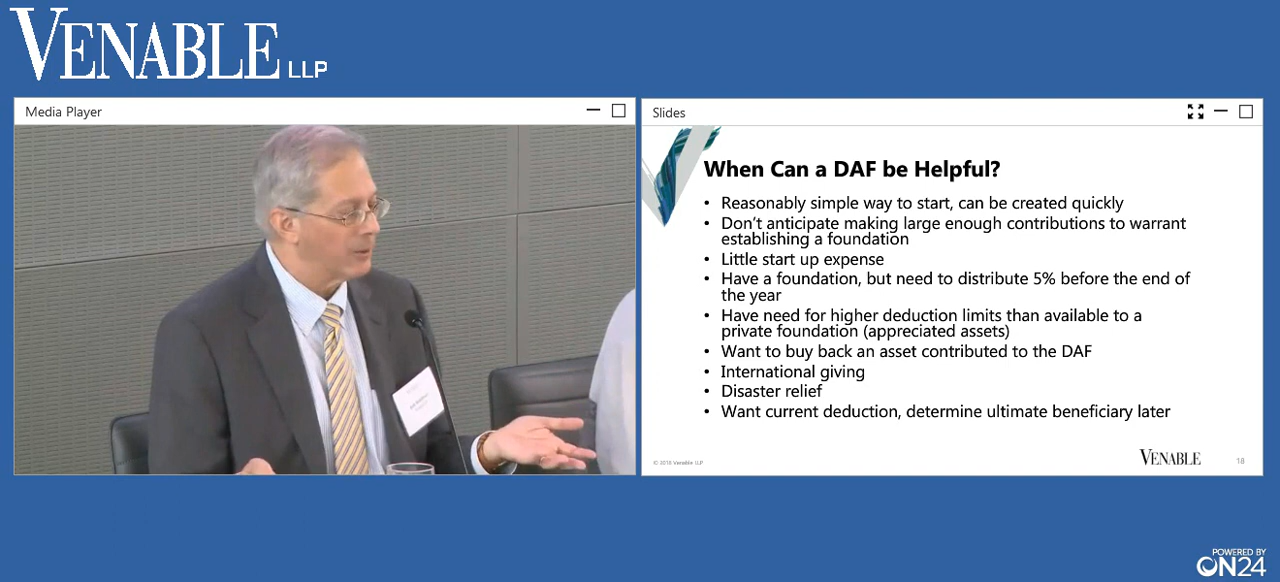 VENABLE LLP
Media Player
Slides
When Can a DAF be Helpful?
• Reasonably simple way to start, can be created quickly
• Don't anticipate making large enough contributions to warrant
establishing a foundation
• Little start up expense
• Have a foundation, but need to distribute 5% before the end of
the year
• Have need for higher deduction limits than available to a
private foundation (appreciated assets)
• Want to buy back an asset contributed to the DAF
• International giving
• Disaster relief
• Want current deduction, determine ultimate beneficiary later
Venable LLP
VENABLE
18
POWERED BY
ON24